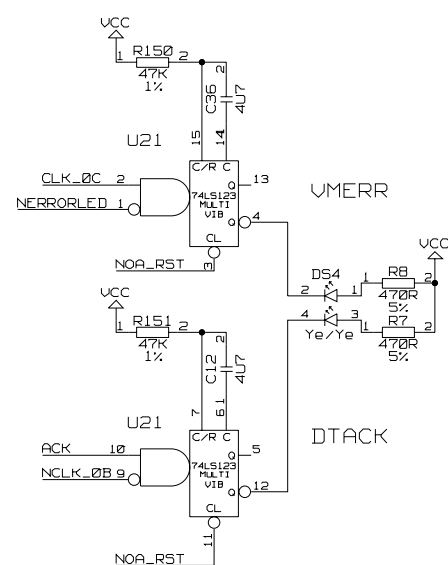 VCC
1 R150 2
47K
1%
C36
4U7
2
15
14
U21
C/R C
CLK_0C 2
Q 13
74LS123
MULTI
VIB
NERRORLED 1
Q 4
VMERR
CL
3
NOA_RST
VCC
DS4
2 1
1 R8 2
470R
5%
4 3
Ye/Ye
1 R7 2
470R
5%
VCC
1 R151 2
47K
1%
C12
4U7
2
7
6 1
U21
DTACK
C/R C
ACK 10
Q 5
74LS123
MULTI
VIB
NCLK_0B 9
Q 12
CL
11
NOA_RST